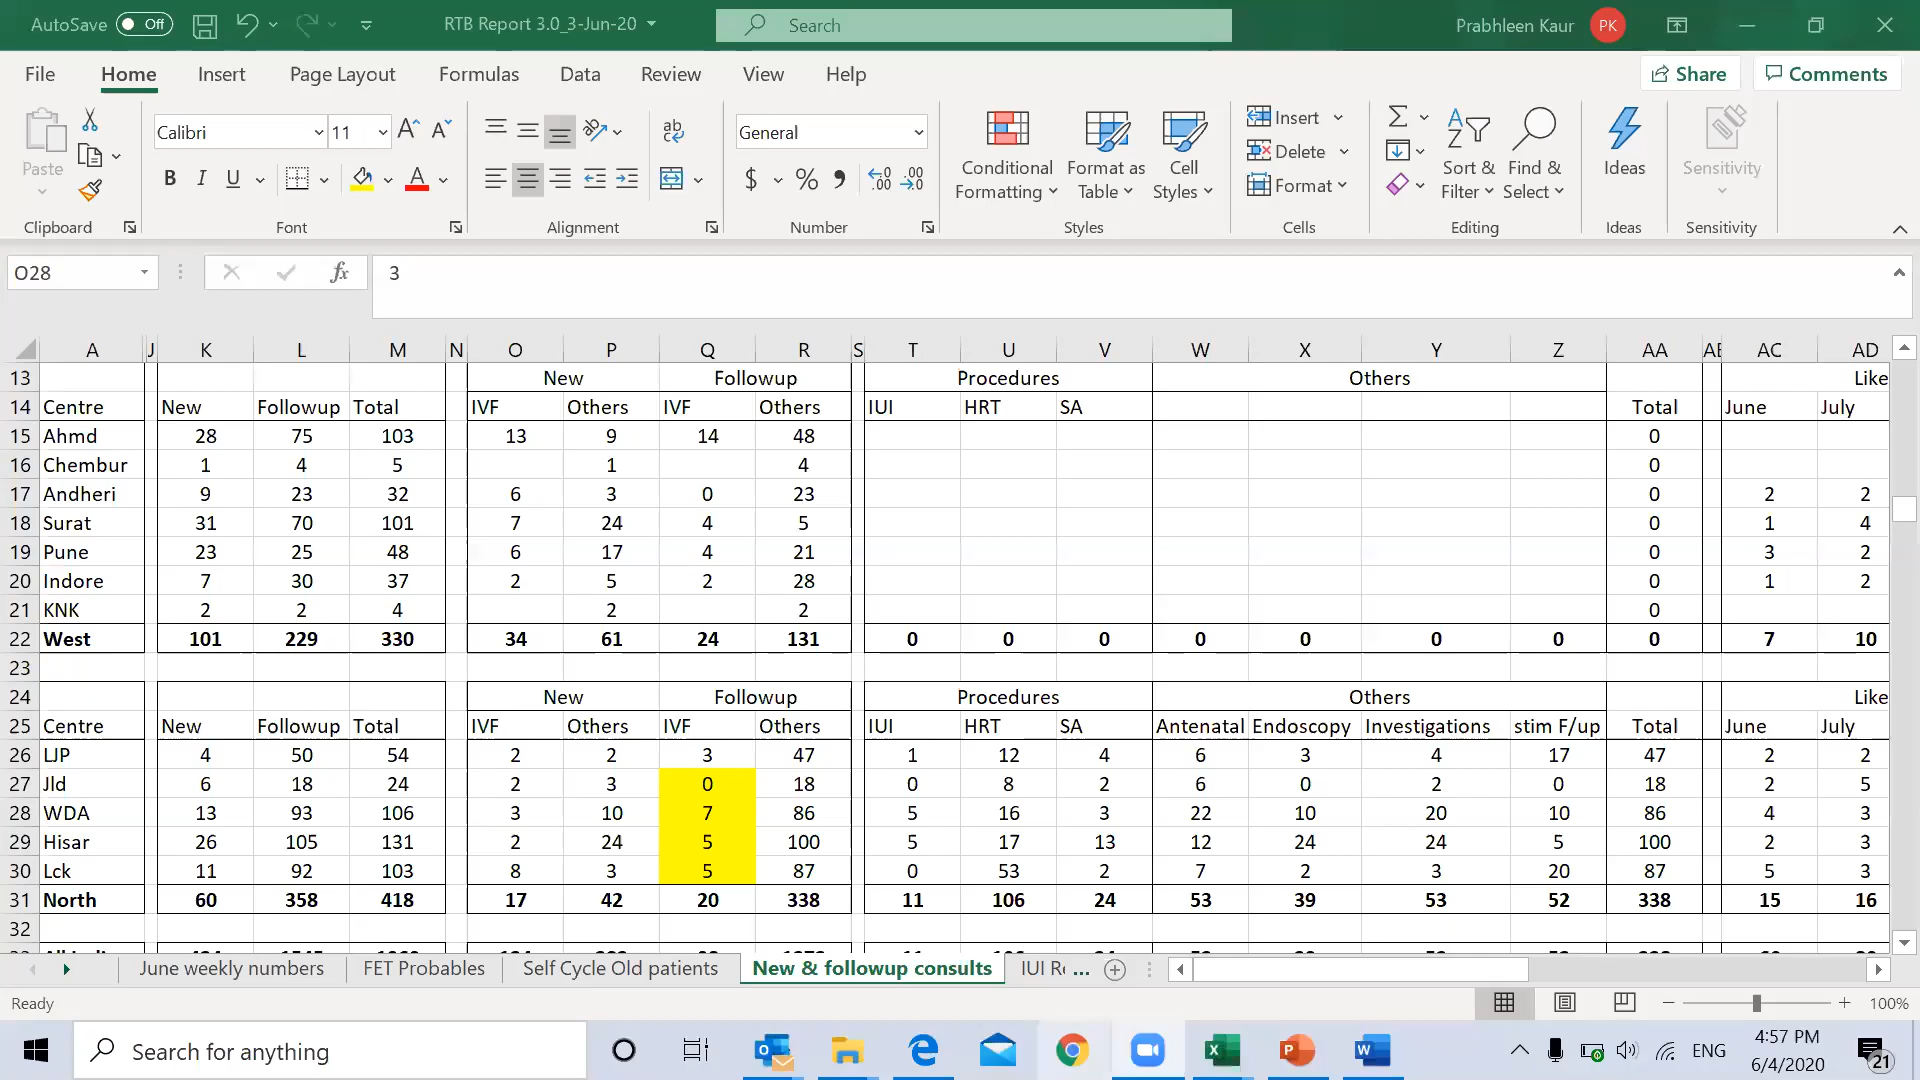 AutoSave Off RTB Report 3.0_3-Jun-20 Search Prabhleen Kaur PK
File Home Insert Page Layout Formulas Data Review View Help Share Comments
Paste Calibri 11 General Conditional Formatting Format as Table Cell Styles Insert Delete Format Sort & Filter Find & Select Ideas Sensitivity
Clipboard Font Alignment Number Styles Cells Editing Ideas Sensitivity
O28 fx 3
A J K L M N O P Q R S T U V W X Y Z AA AE AC AD
13 New Followup Procedures Others Like
14 Centre New Followup Total IVF Others IVF Others IUI HRT SA Total June July
15 Ahmd 28 75 103 13 9 14 48 0
16 Chembur 1 4 5 1 4 0
17 Andheri 9 23 32 6 3 0 23 0 2 2
18 Surat 31 70 101 7 24 4 5 0 1 4
19 Pune 23 25 48 6 17 4 21 0 3 2
20 Indore 7 30 37 2 5 2 28 0 1 2
21 KNK 2 2 4 2 2 0
22 West 101 229 330 34 61 24 131 0 0 0 0 0 0 0 0 7 10
23
24 New Followup Procedures Others Like
25 Centre New Followup Total IVF Others IVF Others IUI HRT SA Antenatal Endoscopy Investigations stim F/up Total June July
26 LJP 4 50 54 2 2 3 47 1 12 4 6 3 4 17 47 2 2
27 Jld 6 18 24 2 3 0 18 0 8 2 6 0 2 0 18 2 5
28 WDA 13 93 106 3 10 7 86 5 16 3 22 10 20 10 86 4 3
29 Hisar 26 105 131 2 24 5 100 5 17 13 12 24 24 5 100 2 3
30 Lck 11 92 103 8 3 5 87 0 53 2 7 2 3 20 87 5 3
31 North 60 358 418 17 42 20 338 11 106 24 53 39 53 52 338 15 16
32
June weekly numbers FET Probables Self Cycle Old patients New & followup consults IUI Re ...
Ready 100%
Search for anything ENG 4:57 PM
6/4/2020 21